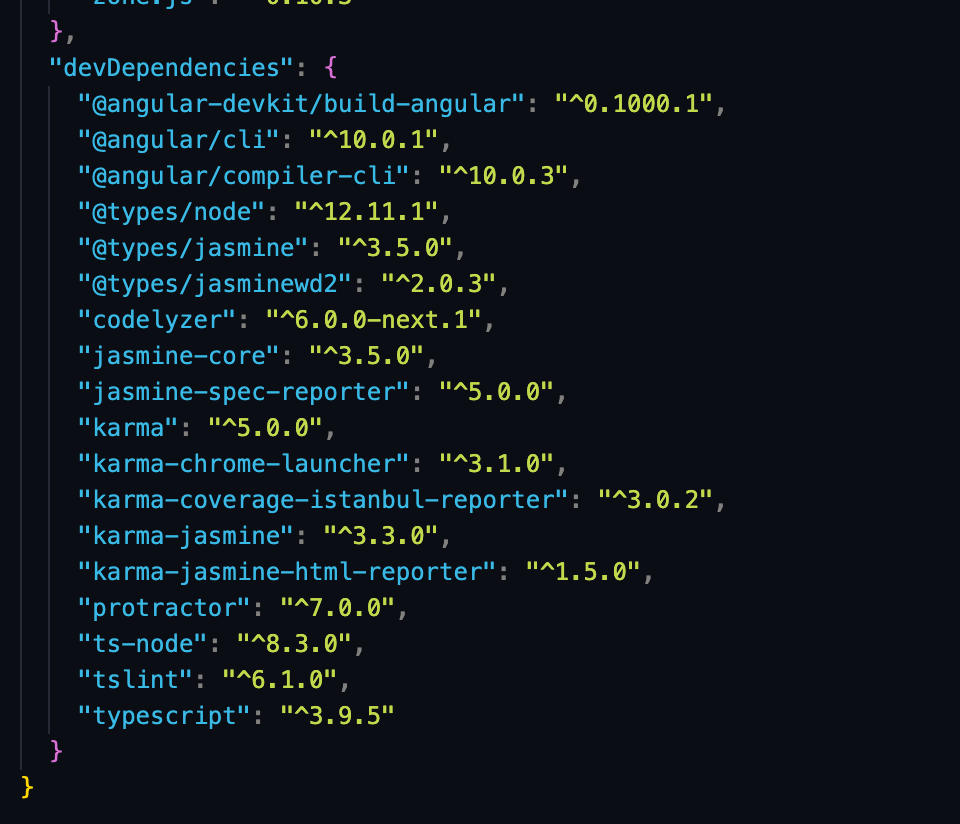 },
"devDependencies": {
"@angular-devkit/build-angular": "^0.1000.1",
"@angular/cli": "^10.0.1",
"@angular/compiler-cli": "^10.0.3",
"@types/node": "^12.11.1",
"@types/jasmine": "^3.5.0",
"@types/jasminewd2": "^2.0.3",
"codelyzer": "^6.0.0-next.1",
"jasmine-core": "^3.5.0",
"jasmine-spec-reporter": "^5.0.0",
"karma": "^5.0.0",
"karma-chrome-launcher": "^3.1.0",
"karma-coverage-istanbul-reporter": "^3.0.2",
"karma-jasmine": "^3.3.0",
"karma-jasmine-html-reporter": "^1.5.0",
"protractor": "^7.0.0",
"ts-node": "^8.3.0",
"tslint": "^6.1.0",
"typescript": "^3.9.5"
}
}